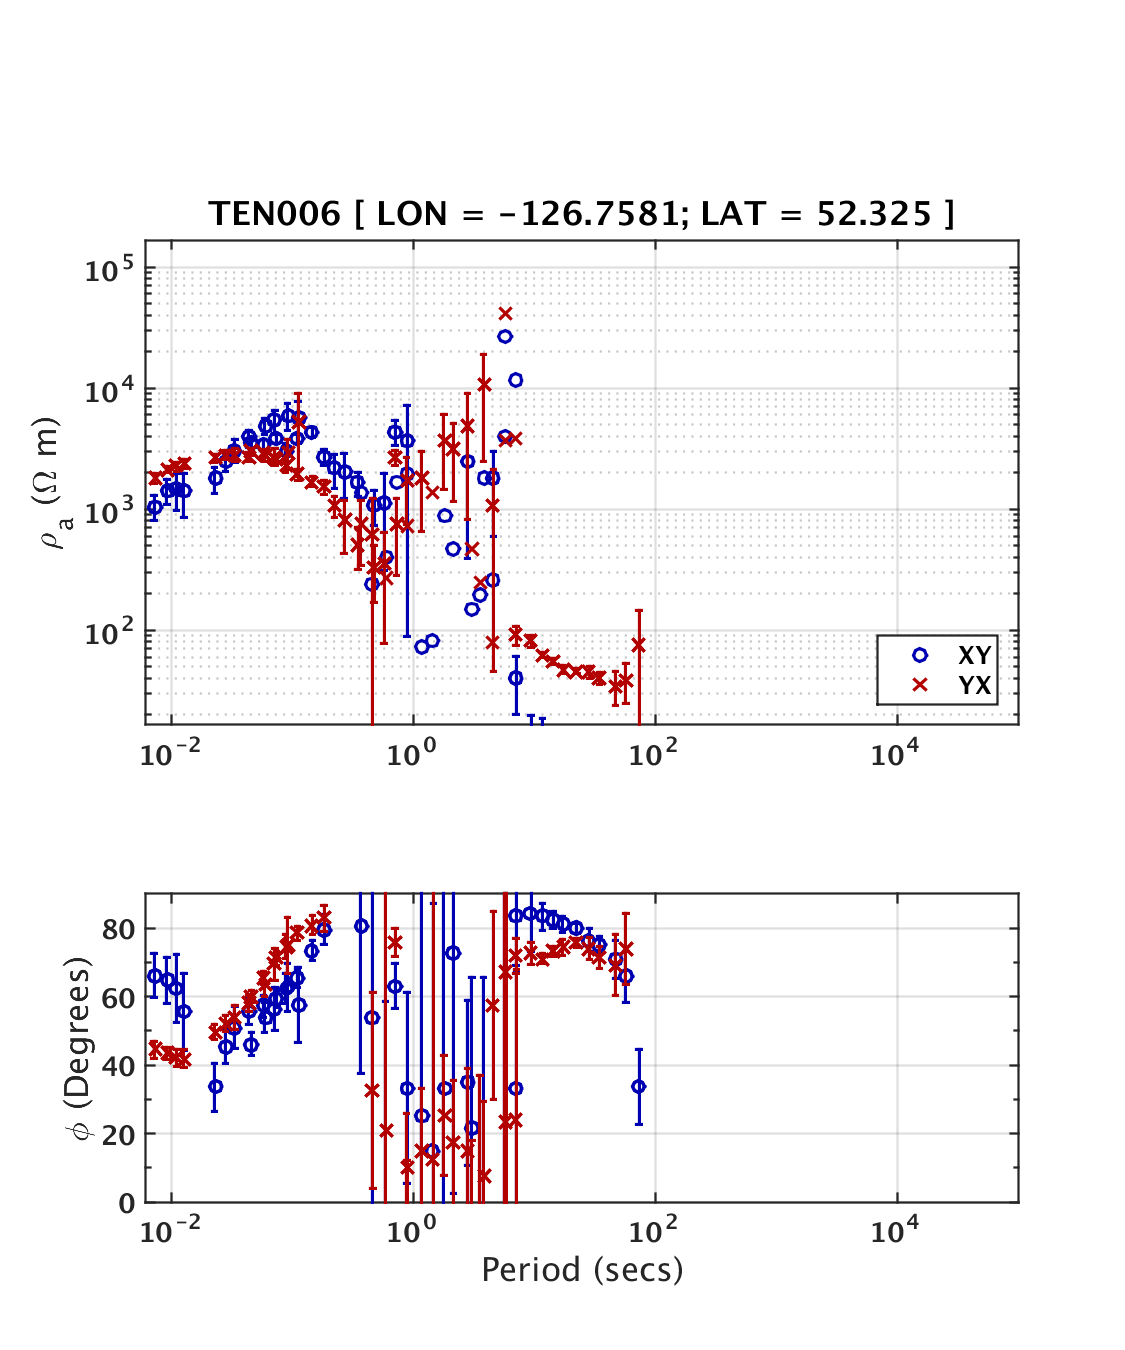 TEN006 [ LON = -126.7581; LAT = 52.325 ]
10^5
10^4
10^3
10^2
ρ_a (Ω m)
XY
YX
10^-2 10^0 10^2 10^4
80
60
40
20
0
ϕ (Degrees)
10^-2 10^0 10^2 10^4
Period (secs)